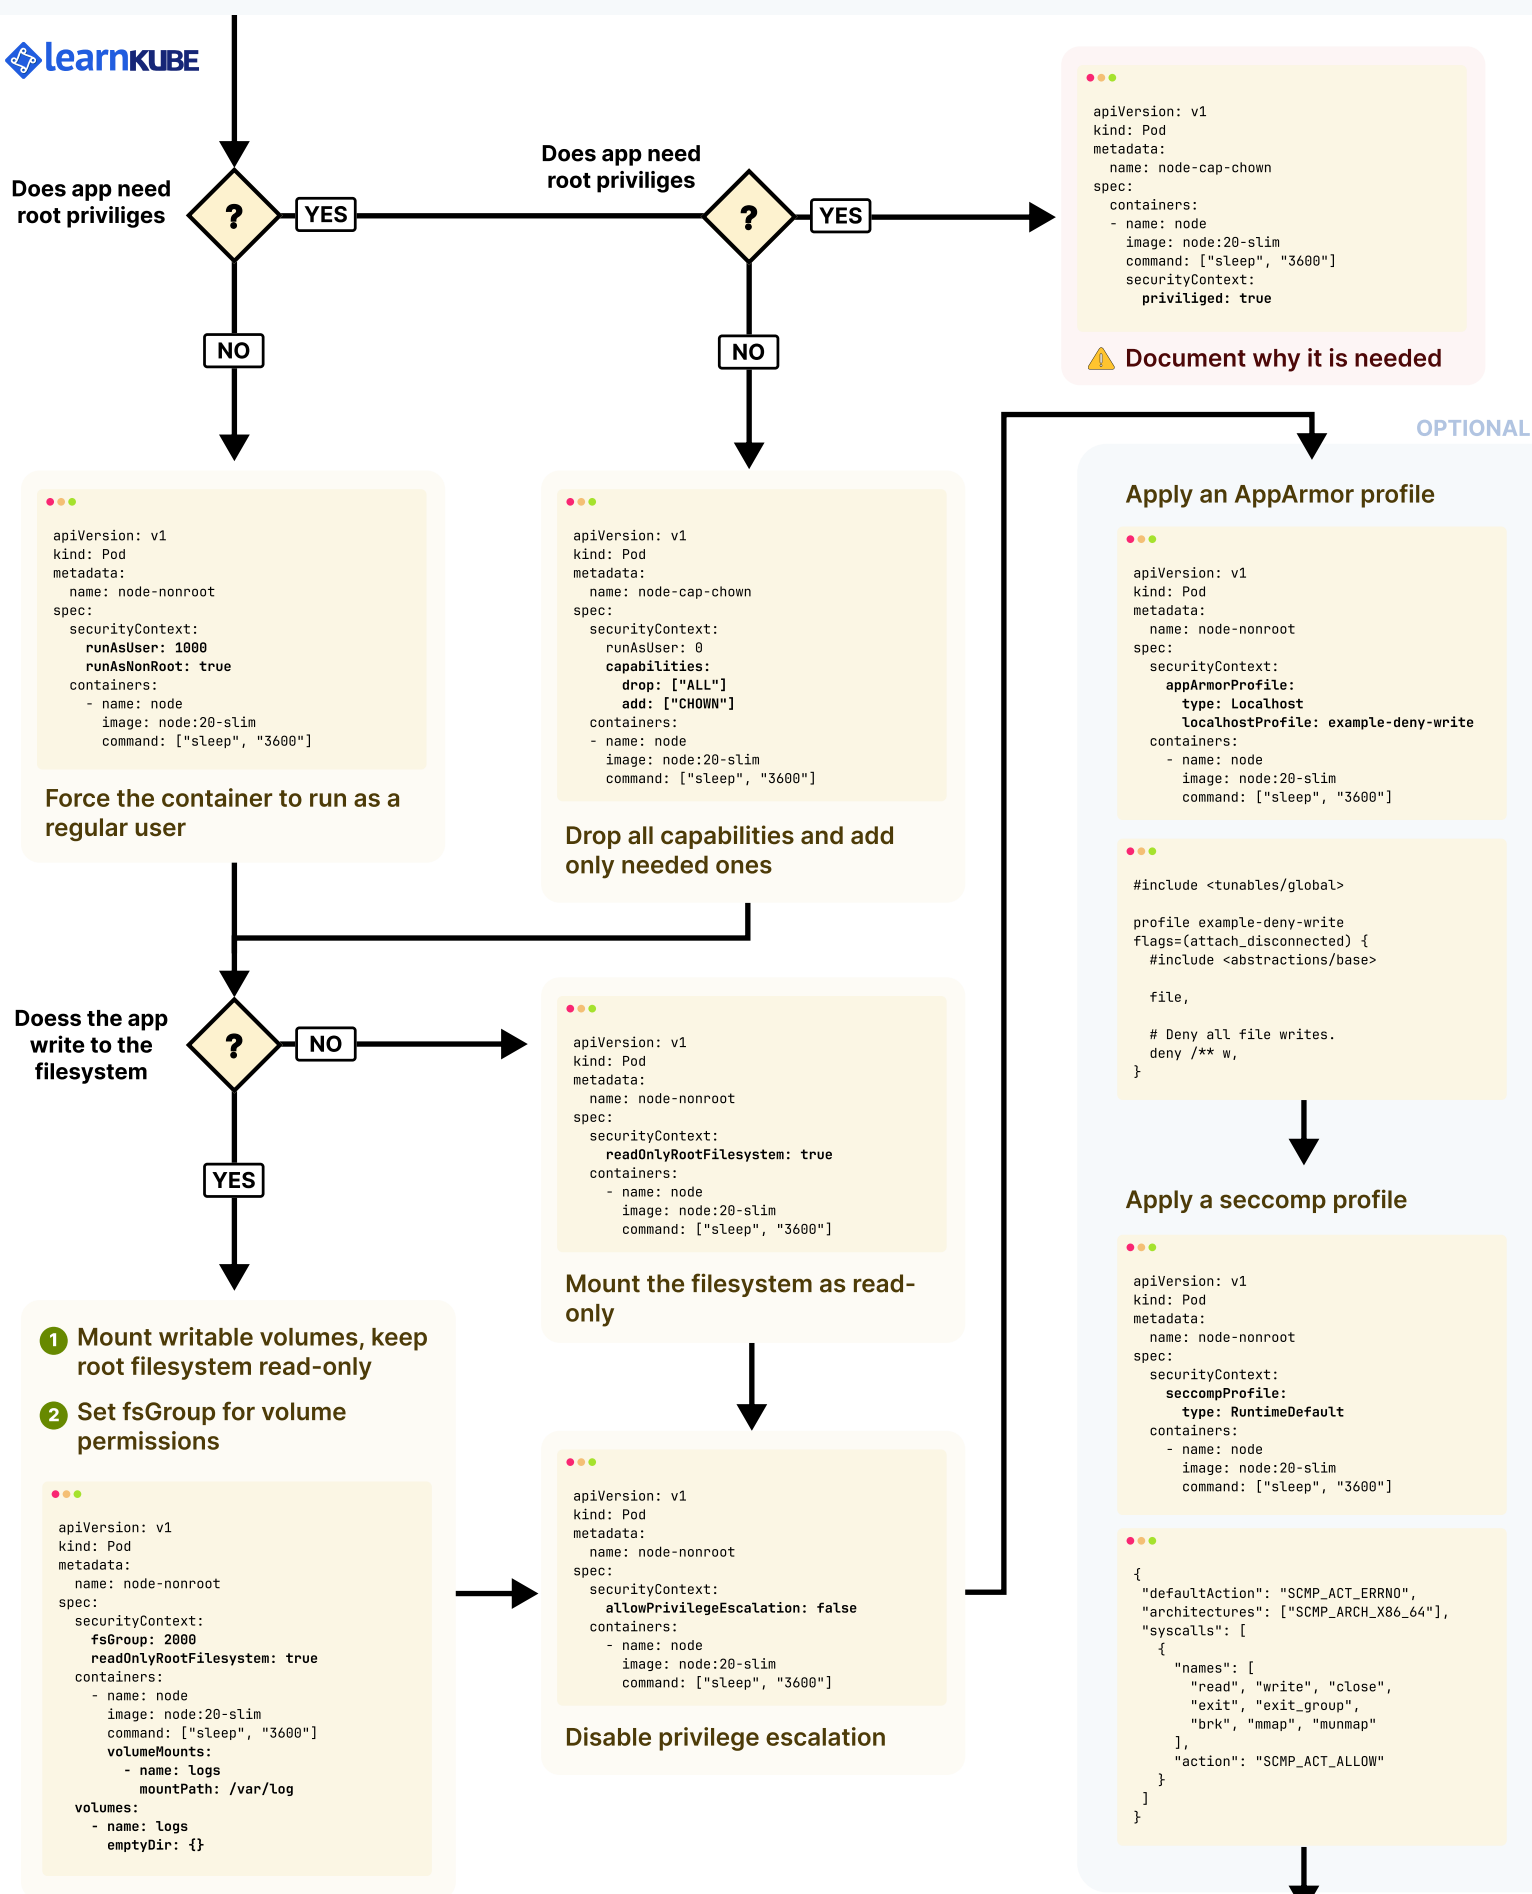 learnKUBE
Does app need
root priviliges
?
YES
NO
Does app need
root priviliges
?
YES
NO
apiVersion: v1
kind: Pod
metadata:
  name: node-cap-chown
spec:
  containers:
  - name: node
    image: node:20-slim
    command: ["sleep", "3600"]
    securityContext:
      priviliged: true
Document why it is needed
apiVersion: v1
kind: Pod
metadata:
  name: node-nonroot
spec:
  securityContext:
    runAsUser: 1000
    runAsNonRoot: true
  containers:
    - name: node
      image: node:20-slim
      command: ["sleep", "3600"]
Force the container to run as a
regular user
apiVersion: v1
kind: Pod
metadata:
  name: node-cap-chown
spec:
  securityContext:
    runAsUser: 0
    capabilities:
      drop: ["ALL"]
      add: ["CHOWN"]
  containers:
  - name: node
    image: node:20-slim
    command: ["sleep", "3600"]
Drop all capabilities and add
only needed ones
Doess the app
write to the
filesystem
?
NO
YES
apiVersion: v1
kind: Pod
metadata:
  name: node-nonroot
spec:
  securityContext:
    readOnlyRootFilesystem: true
  containers:
    - name: node
      image: node:20-slim
      command: ["sleep", "3600"]
Mount the filesystem as read-
only
1 Mount writable volumes, keep
root filesystem read-only
2 Set fsGroup for volume
permissions
apiVersion: v1
kind: Pod
metadata:
  name: node-nonroot
spec:
  securityContext:
    fsGroup: 2000
    readOnlyRootFilesystem: true
  containers:
    - name: node
      image: node:20-slim
      command: ["sleep", "3600"]
      volumeMounts:
        - name: logs
          mountPath: /var/log
  volumes:
    - name: logs
      emptyDir: {}
apiVersion: v1
kind: Pod
metadata:
  name: node-nonroot
spec:
  securityContext:
    allowPrivilegeEscalation: false
  containers:
    - name: node
      image: node:20-slim
      command: ["sleep", "3600"]
Disable privilege escalation
OPTIONAL
Apply an AppArmor profile
apiVersion: v1
kind: Pod
metadata:
  name: node-nonroot
spec:
  securityContext:
    appArmorProfile:
      type: Localhost
      localhostProfile: example-deny-write
  containers:
    - name: node
      image: node:20-slim
      command: ["sleep", "3600"]
#include <tunables/global>
profile example-deny-write
flags=(attach_disconnected) {
  #include <abstractions/base>
  file,
  # Deny all file writes.
  deny /** w,
}
Apply a seccomp profile
apiVersion: v1
kind: Pod
metadata:
  name: node-nonroot
spec:
  securityContext:
    seccompProfile:
      type: RuntimeDefault
  containers:
    - name: node
      image: node:20-slim
      command: ["sleep", "3600"]
{
 "defaultAction": "SCMP_ACT_ERRNO",
 "architectures": ["SCMP_ARCH_X86_64"],
 "syscalls": [
   {
     "names": [
       "read", "write", "close",
       "exit", "exit_group",
       "brk", "mmap", "munmap"
     ],
     "action": "SCMP_ACT_ALLOW"
   }
 ]
}